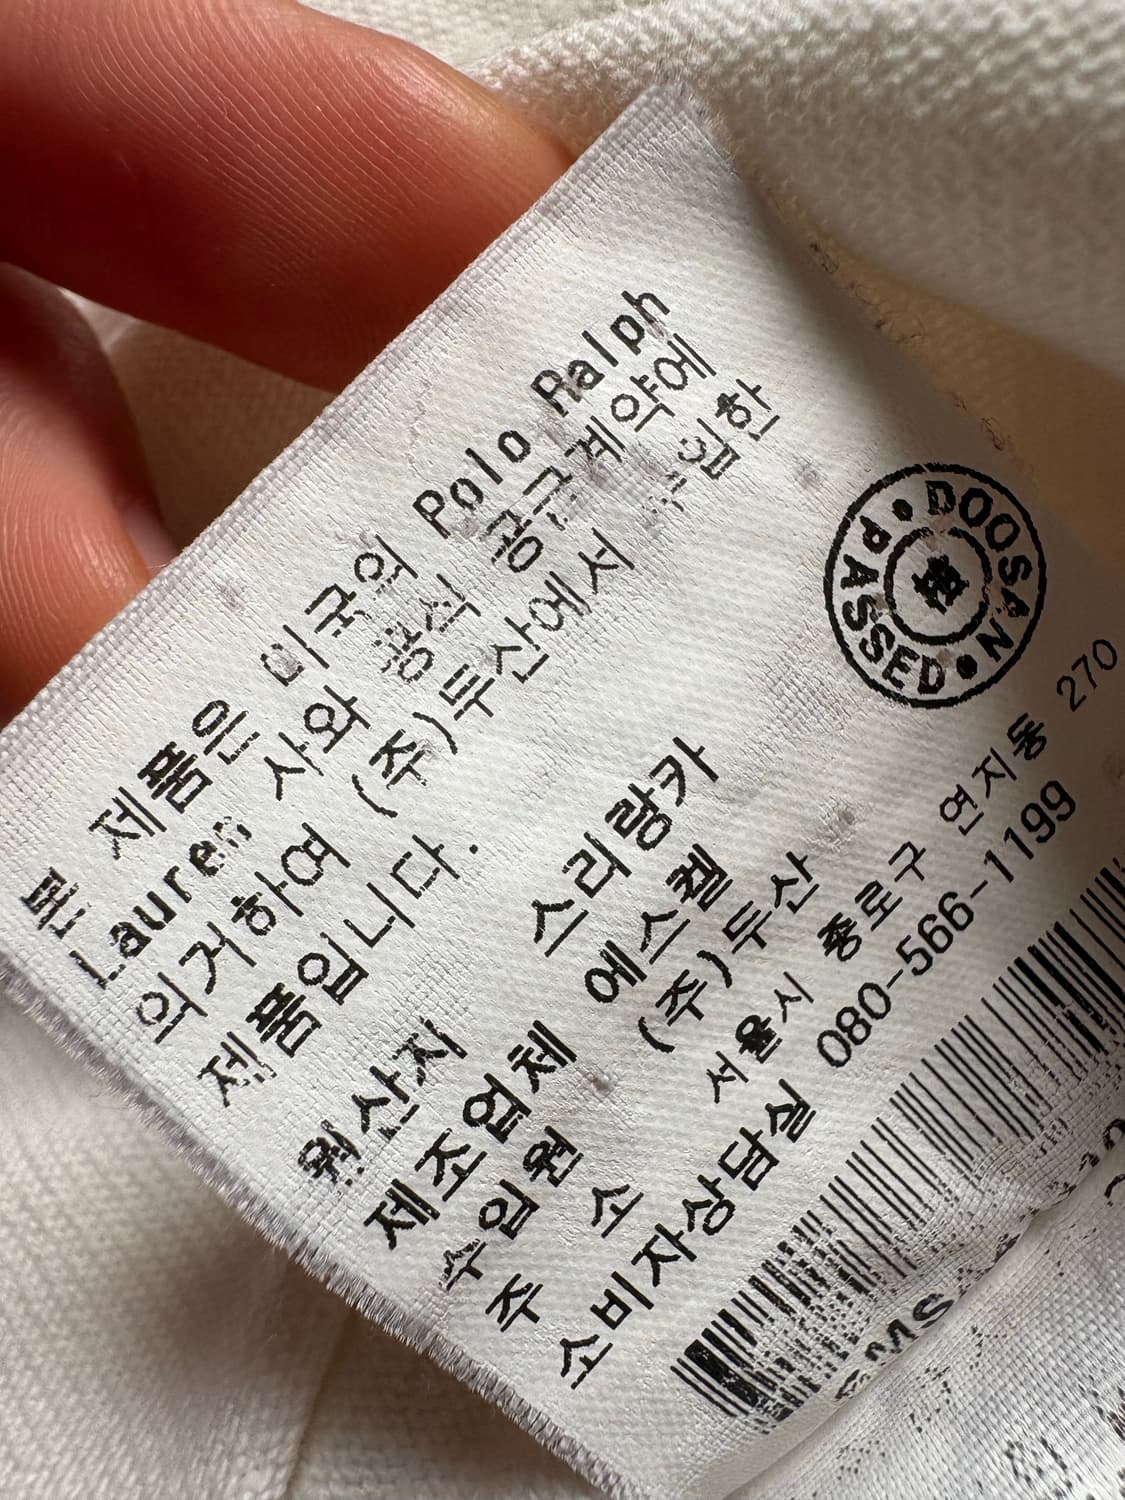 본 제품은 미국의 Polo Ralph
Lauren 사와 공식 공급계약에
의거하여 (주)두산에서 수입한
제품입니다.
DOOSAN
PASSED
원산지 스리랑카
제조업체 에스켈
수입원 (주)두산
주 소 서울시 종로구 연지동 270
소비자상담실 080-566-1199